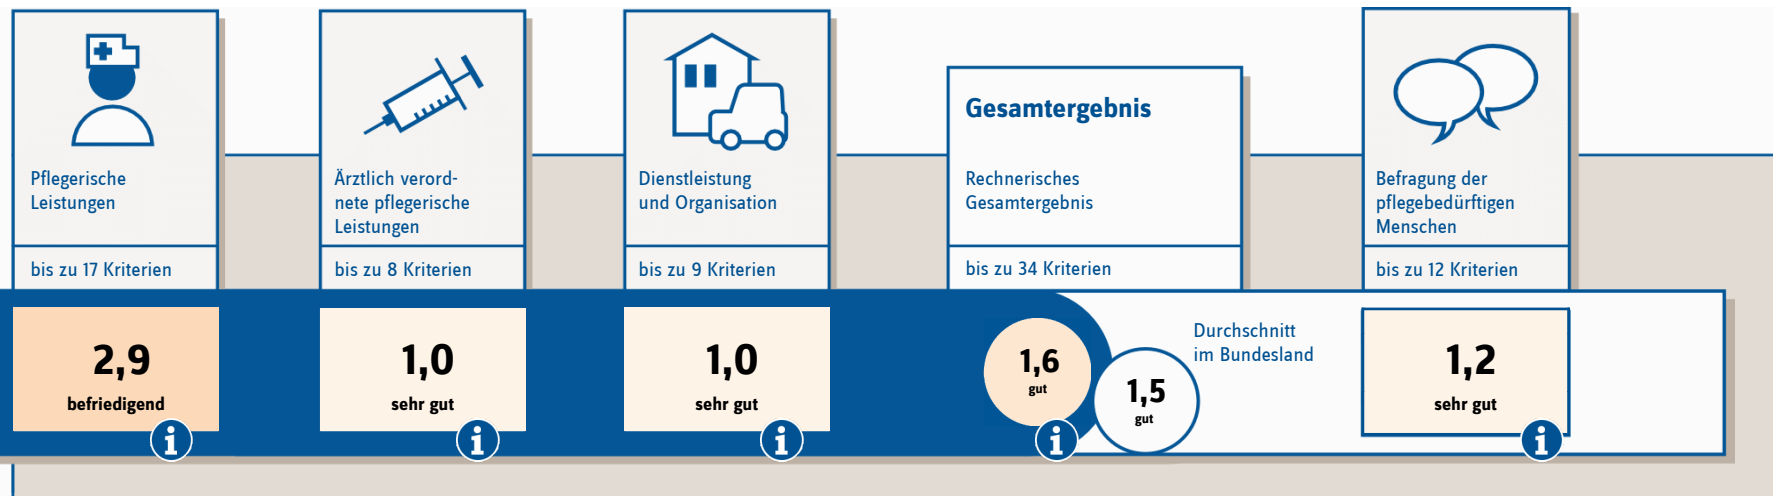 Pflegerische
Leistungen
bis zu 17 Kriterien
2,9
befriedigend
i
Ärztlich verord-
nete pflegerische
Leistungen
bis zu 8 Kriterien
1,0
sehr gut
i
Dienstleistung
und Organisation
bis zu 9 Kriterien
1,0
sehr gut
i
Gesamtergebnis
Rechnerisches
Gesamtergebnis
bis zu 34 Kriterien
1,6
gut
i
1,5
gut
Durchschnitt
im Bundesland
Befragung der
pflegebedürftigen
Menschen
bis zu 12 Kriterien
1,2
sehr gut
i